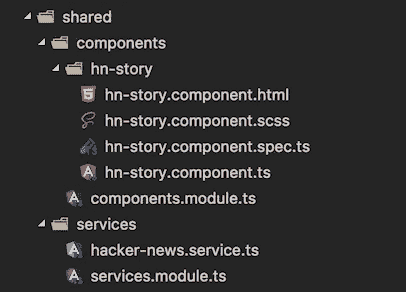 shared
components
hn-story
hn-story.component.html
hn-story.component.scss
hn-story.component.spec.ts
hn-story.component.ts
components.module.ts
services
hacker-news.service.ts
services.module.ts